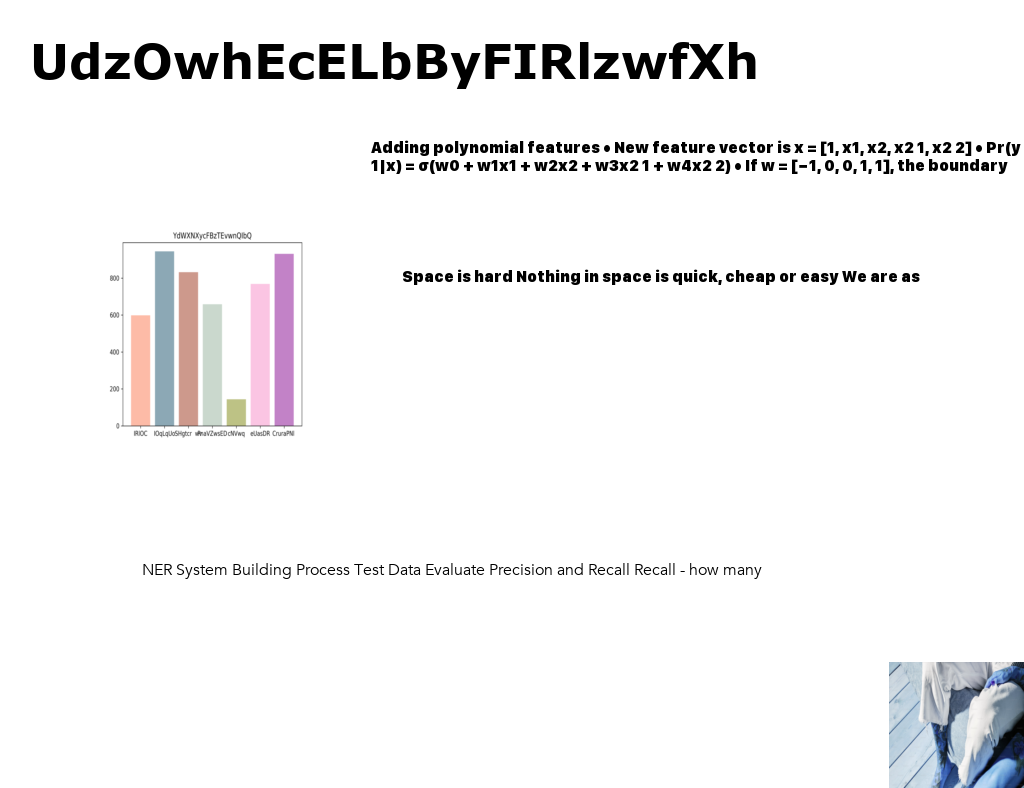 UdzOwhEcELbByFIRlzwfXh
Adding polynomial features • New feature vector is x = [1, x1, x2, x2 1, x2 2] • Pr(y
1|x) = σ(w0 + w1x1 + w2x2 + w3x2 1 + w4x2 2) • If w = [−1, 0, 0, 1, 1], the boundary
YdWXNXycFBzTEvwnQlbQ
Space is hard Nothing in space is quick, cheap or easy We are as
800
600
400
200
0
eUasDR CruraPNl
NER System Building Process Test Data Evaluate Precision and Recall Recall - how many